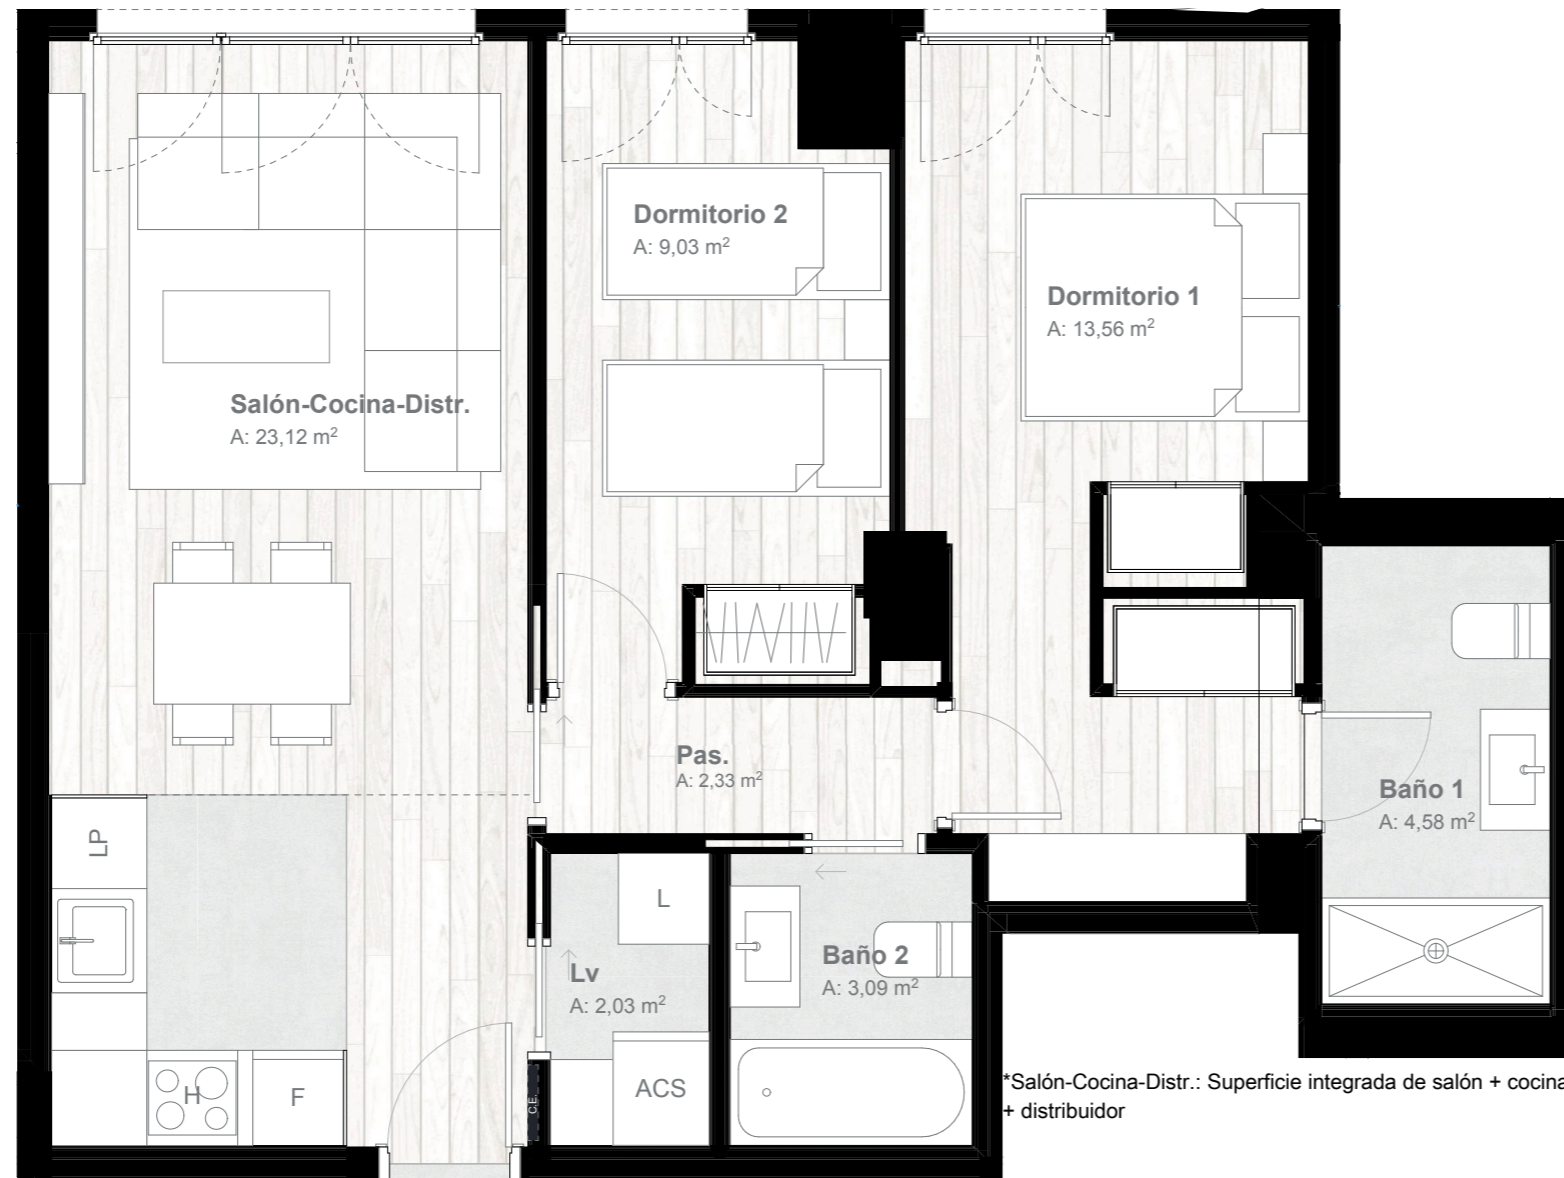 Dormitorio 2
A: 9,03 m²
Dormitorio 1
A: 13,56 m²
Salón-Cocina-Distr.
A: 23,12 m²
Pas.
A: 2,33 m²
Baño 1
A: 4,58 m²
LP
L
Baño 2
A: 3,09 m²
Lv
A: 2,03 m²
H
F
C.E.
ACS
*Salón-Cocina-Distr.: Superficie integrada de salón + cocina
+ distribuidor